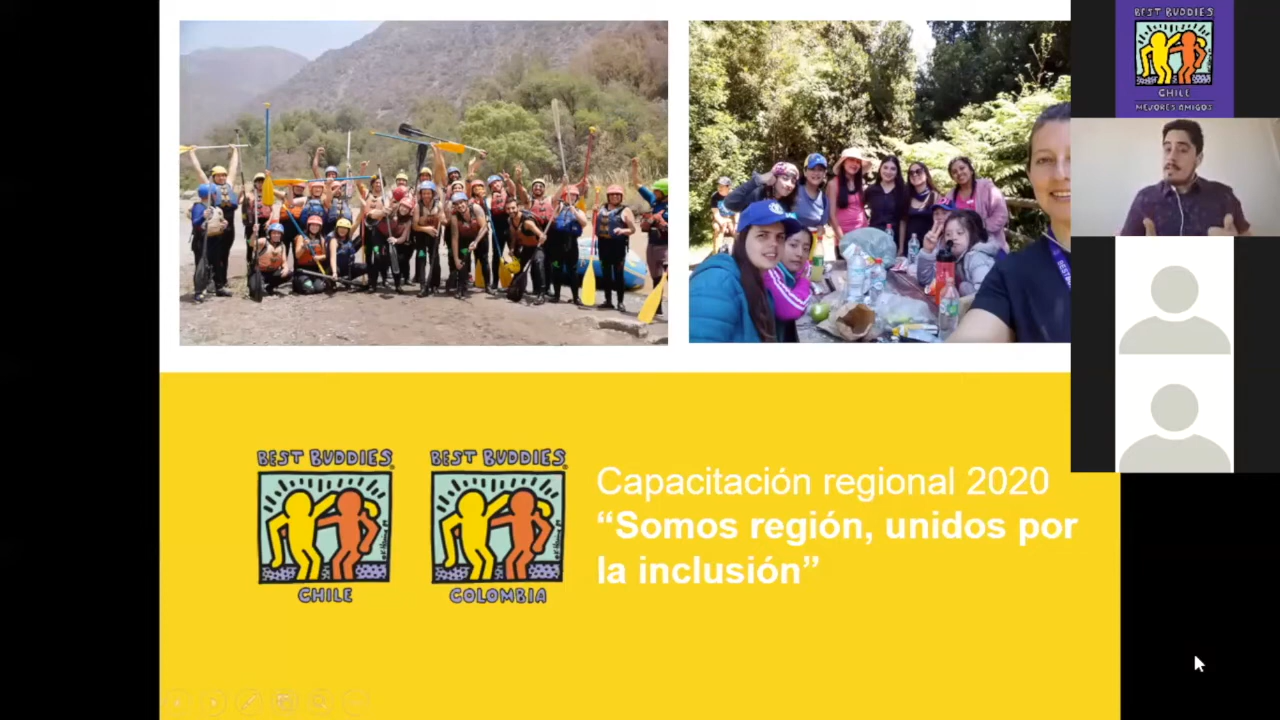 BEST BUDDIES
CHILE
MEJORES AMIGOS
BEST BUDDIES
CHILE
BEST BUDDIES
COLOMBIA
Capacitación regional 2020
“Somos región, unidos por
la inclusión”